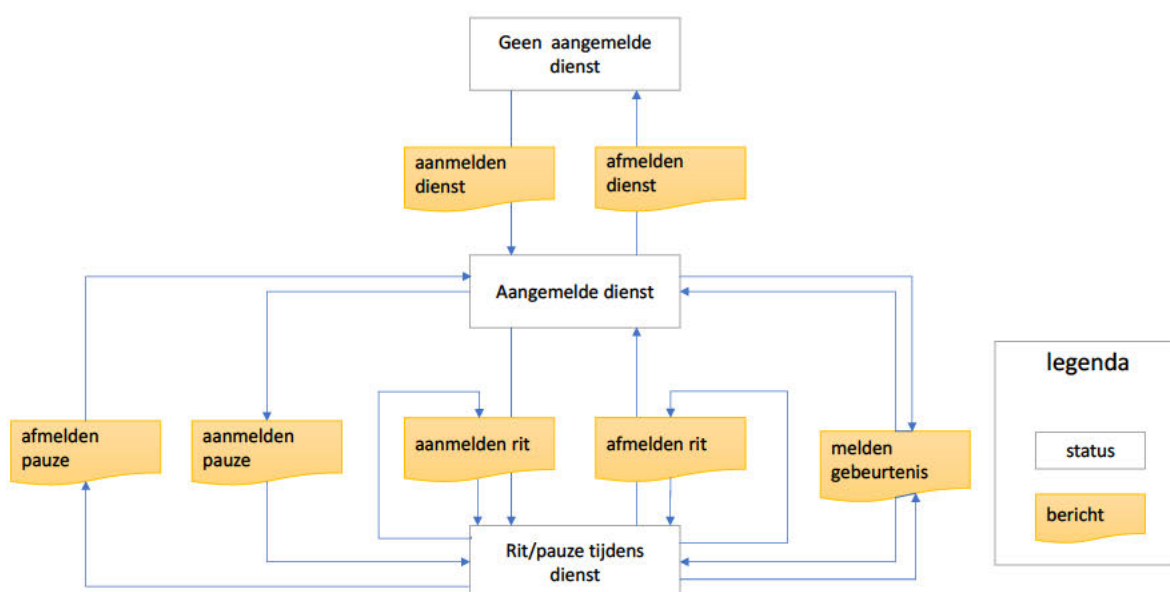 Geen aangemelde
dienst
aanmelden
dienst
afmelden
dienst
Aangemelde dienst
afmelden
pauze
aanmelden
pauze
aanmelden rit
afmelden rit
melden
gebeurtenis
Rit/pauze tijdens
dienst
legenda
status
bericht